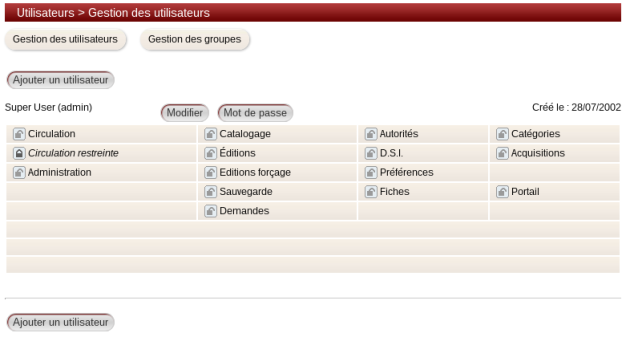 Utilisateurs > Gestion des utilisateurs
Gestion des utilisateurs Gestion des groupes
Ajouter un utilisateur
Super User (admin) Modifier Mot de passe Créé le : 28/07/2002
Circulation Catalogage Autorités Catégories
Circulation restreinte Éditions D.S.I. Acquisitions
Administration Editions forçage Préférences
Sauvegarde Fiches Portail
Demandes
Ajouter un utilisateur